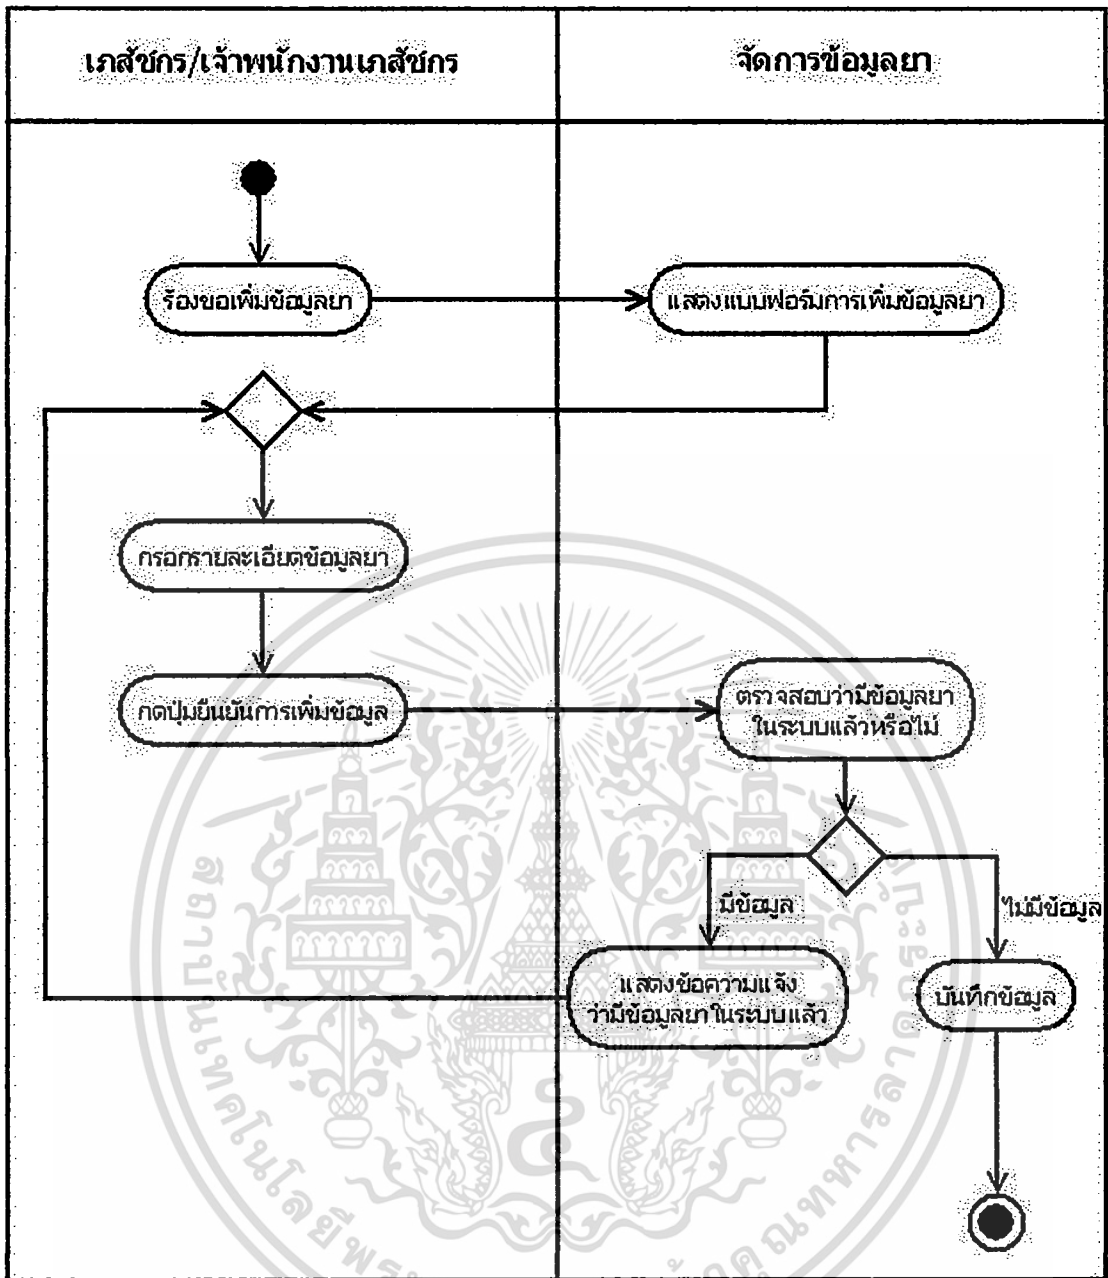 เภสัชกร/เจ้าพนักงานเภสัชกร
จัดการข้อมูลยา
ร้องขอเพิ่มข้อมูลยา
แสดงแบบฟอร์มการเพิ่มข้อมูลยา
กรอกรายละเอียดข้อมูลยา
กดปุ่มยืนยันการเพิ่มข้อมูล
ตรวจสอบว่ามีข้อมูลยา
ในระบบแล้วหรือไม่
มีข้อมูล
ไม่มีข้อมูล
แสดงข้อความแจ้ง
ว่ามีข้อมูลยาในระบบแล้ว
บันทึกข้อมูล